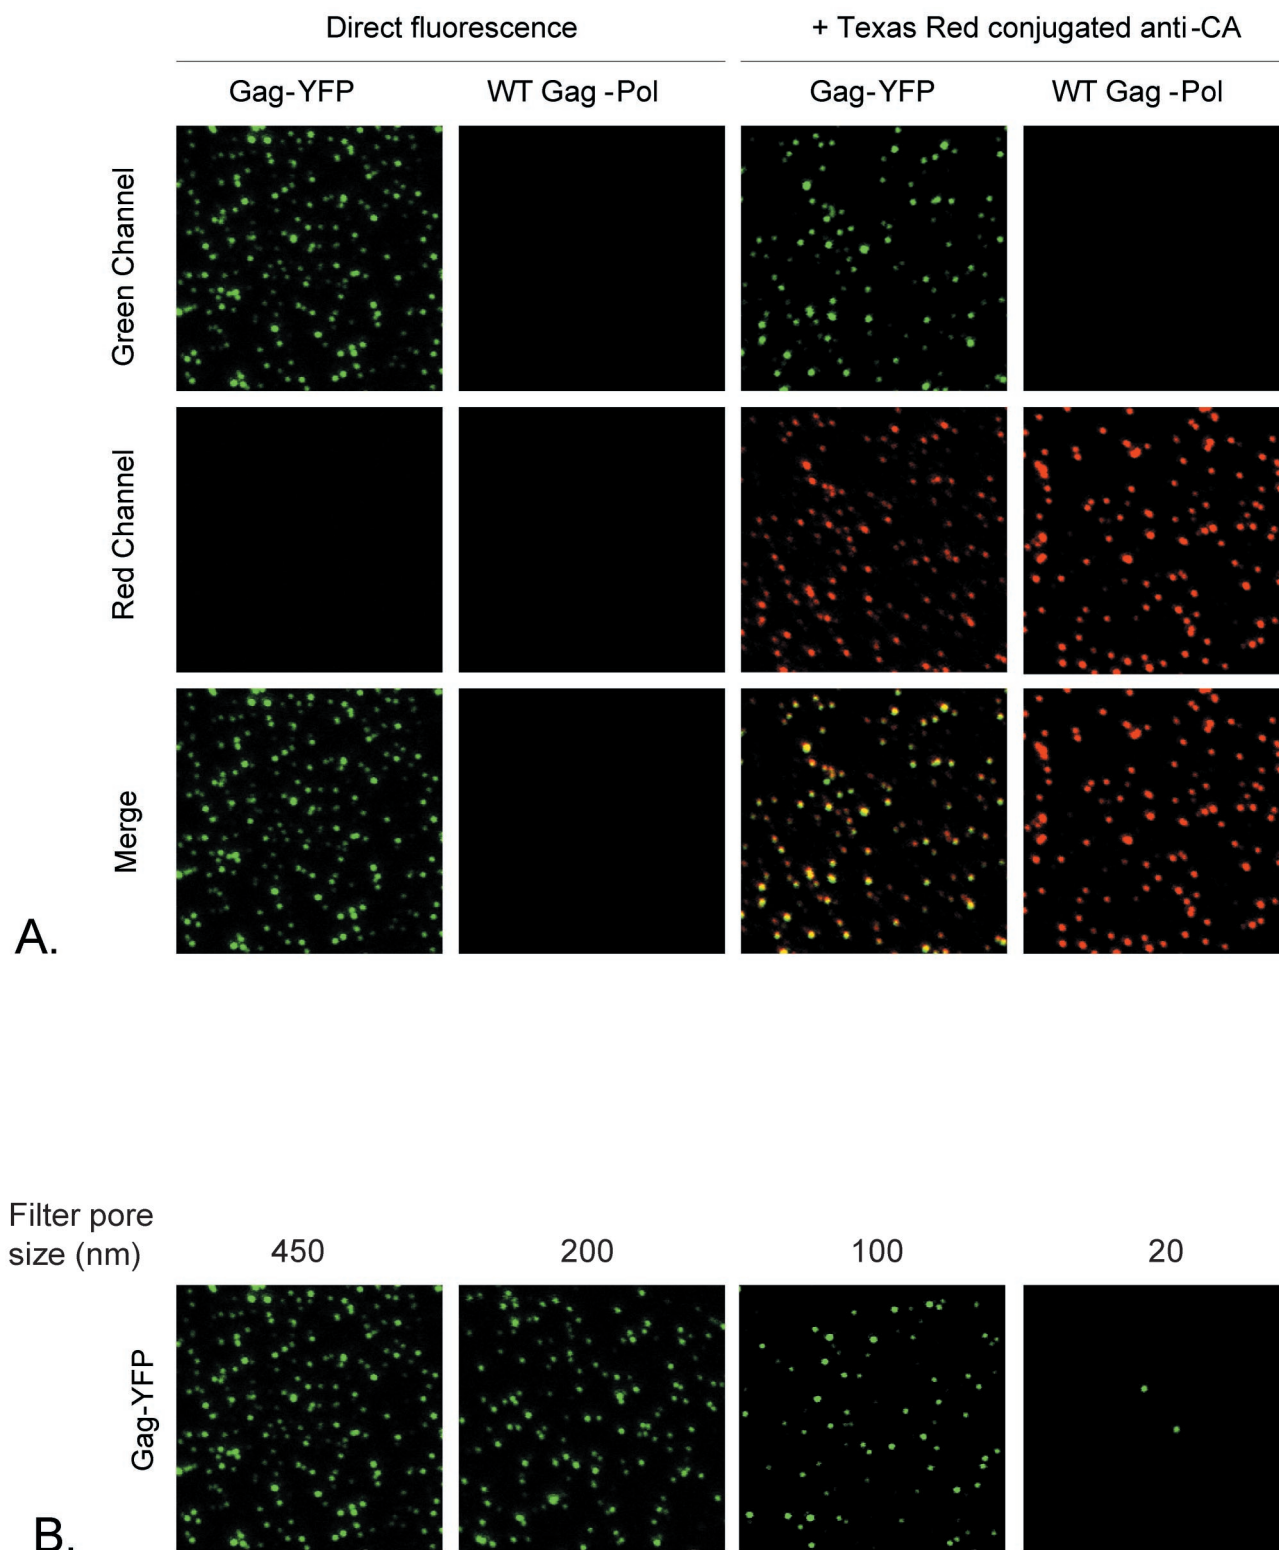 Direct fluorescence + Texas Red conjugated anti-CA
Gag-YFP WT Gag -Pol Gag-YFP WT Gag -Pol
Green Channel
Red Channel
Merge
A.
Filter pore
size (nm) 450 200 100 20
Gag-YFP
B.